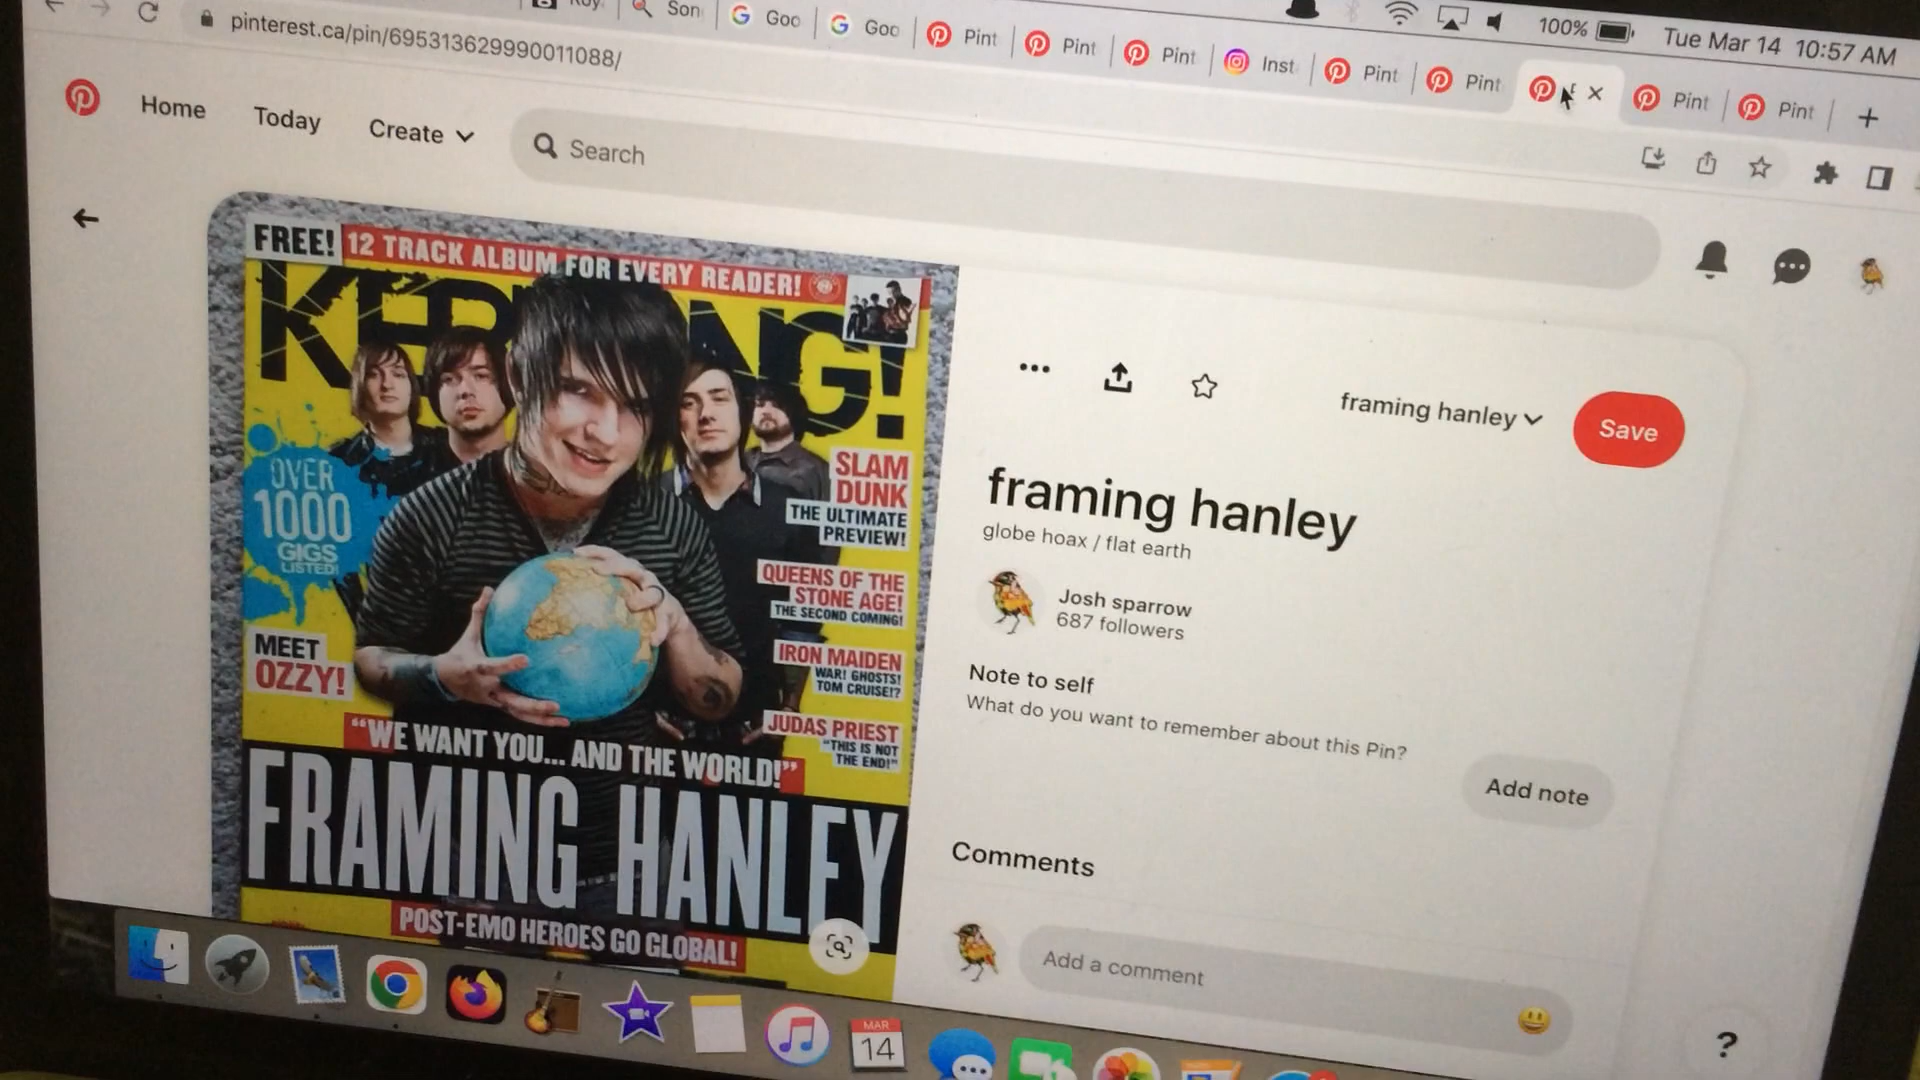 Son
Goo
Goo
Pint
Pint
Pint
Inst
Pint
Pint
Pint
Pint
100%
Tue Mar 14 10:57 AM
pinterest.ca/pin/695313629990011088/
Home
Today
Create
Search
FREE! 12 TRACK ALBUM FOR EVERY READER!
KERRANG!
OVER
1000
GIGS
LISTED!
SLAM
DUNK
THE ULTIMATE
PREVIEW!
QUEENS OF THE
STONE AGE!
THE SECOND COMING!
MEET
OZZY!
IRON MAIDEN
WAR! GHOSTS!
TOM CRUISE!?
JUDAS PRIEST
"THIS IS NOT
THE END!"
"WE WANT YOU... AND THE WORLD!"
FRAMING HANLEY
POST-EMO HEROES GO GLOBAL!
framing hanley
Save
framing hanley
globe hoax / flat earth
Josh sparrow
687 followers
Note to self
What do you want to remember about this Pin?
Add note
Comments
Add a comment
?
MAR
14